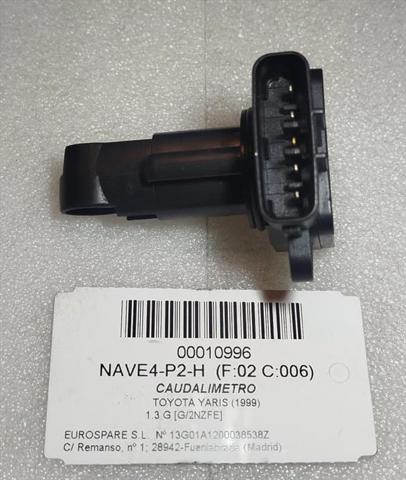 00010996
NAVE4-P2-H (F:02 C:006)
CAUDALIMETRO
TOYOTA YARIS (1999)
1.3 G [G/2NZFE]
EUROSPARE S.L. Nº 13G01A1200038538Z
C/ Remanso, nº 1; 28942-Fuenlabrada (Madrid)